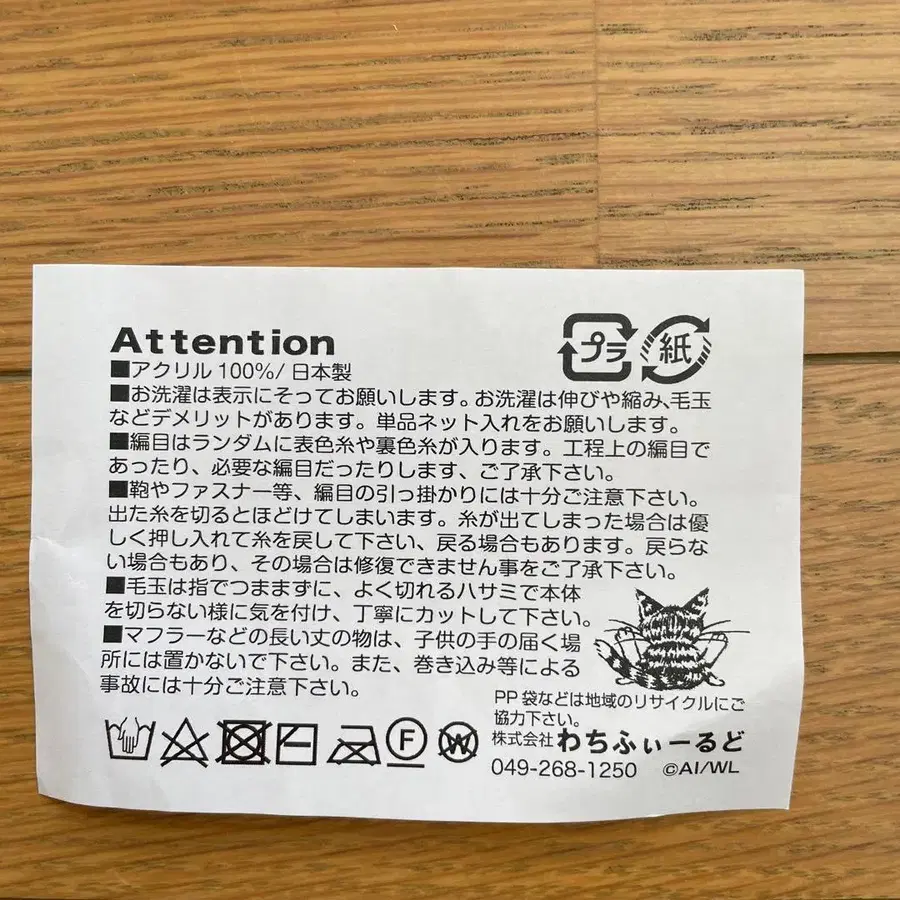 Attention
プラ 紙
■アクリル 100%/ 日本製
■お洗濯は表示にそってお願いします。お洗濯は伸びや縮み、毛玉
などデメリットがあります。単品ネット入れをお願いします。
■編目はランダムに表色糸や裏色糸が入ります。工程上の編目で
あったり、必要な編目だったりします、ご了承下さい。
■鞄やファスナー等、編目の引っ掛かりには十分ご注意下さい。
出た糸を切るとほどけてしまいます。糸が出てしまった場合は優
しく押し入れて糸を戻して下さい、戻る場合もあります。戻らな
い場合もあり、その場合は修復できません事をご了承下さい。
■毛玉は指でつままずに、よく切れるハサミで本体
を切らない様に気を付け、丁寧にカットして下さい。
■マフラーなどの長い丈の物は、子供の手の届く場
所には置かないで下さい。また、巻き込み等による
事故には十分ご注意下さい。
PP 袋などは地域のリサイクルにご
協力下さい。
株式会社 わちふぃーるど
049-268-1250 ©AI/WL
F W